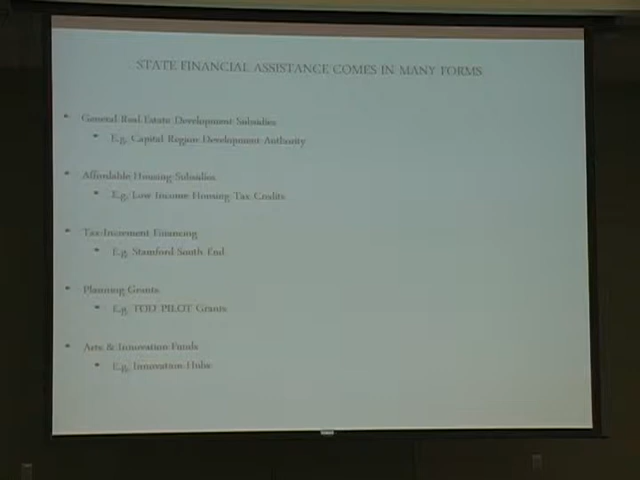 STATE FINANCIAL ASSISTANCE COMES IN MANY FORMS
General Real Estate Development Subsidies
E.g. Capital Region Development Authority
Affordable Housing Subsidies
E.g. Low Income Housing Tax Credits
Tax-Increment Financing
E.g. Stamford South End
Planning Grants
E.g. TOD PILOT Grants
Arts & Innovation Funds
E.g. Innovation Hubs